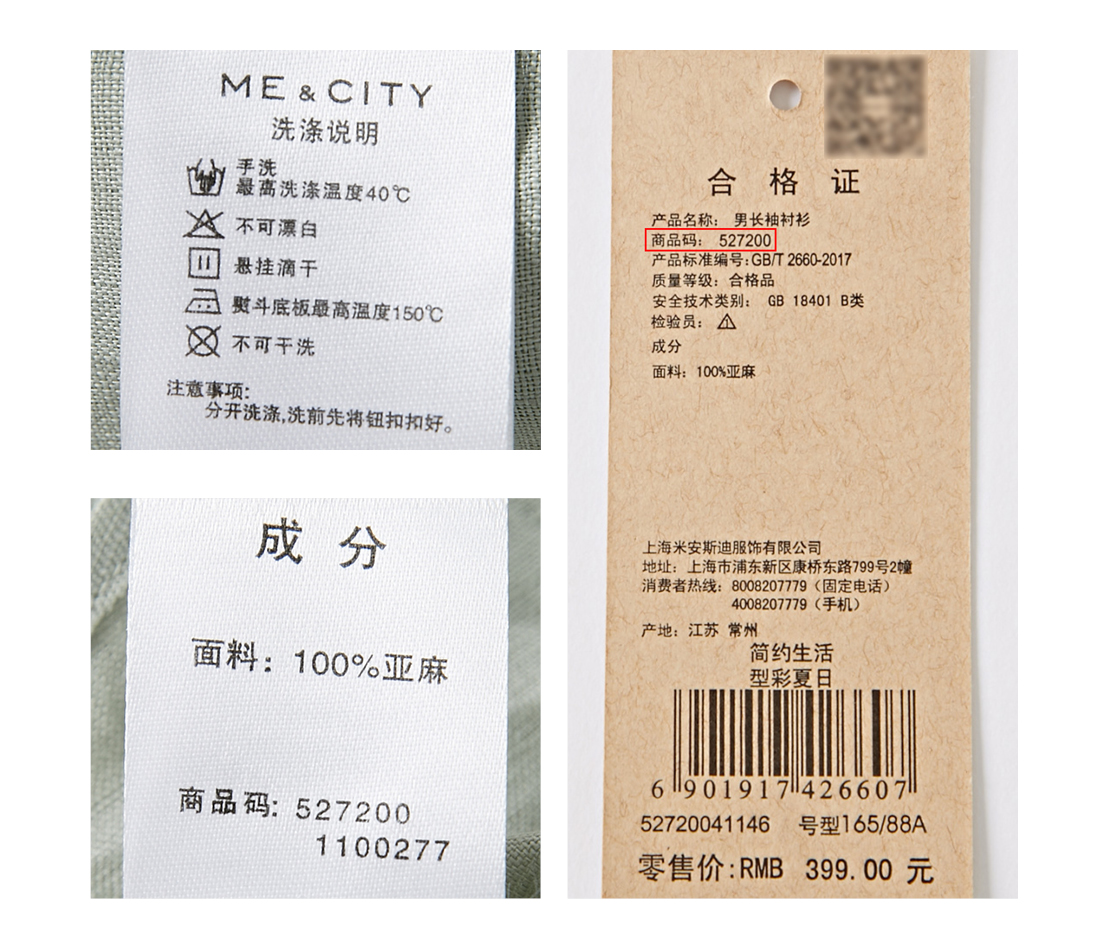 ME & CITY
洗涤说明
手洗
最高洗涤温度40℃
不可漂白
悬挂滴干
熨斗底板最高温度150℃
不可干洗
注意事项:
分开洗涤,洗前先将钮扣扣好。
成 分
面料: 100%亚麻
商品码: 527200
1100277
合 格 证
产品名称: 男长袖衬衫
商品码: 527200
产品标准编号:GB/T 2660-2017
质量等级: 合格品
安全技术类别: GB 18401 B类
检验员: 1
成分
面料: 100%亚麻
上海米安斯迪服饰有限公司
地址: 上海市浦东新区康桥东路799号2幢
消费者热线: 8008207779（固定电话）
4008207779（手机）
产地: 江苏 常州
简约生活
型彩夏日
6 901917 426607
52720041146 号型165/88A
零售价:RMB 399.00 元